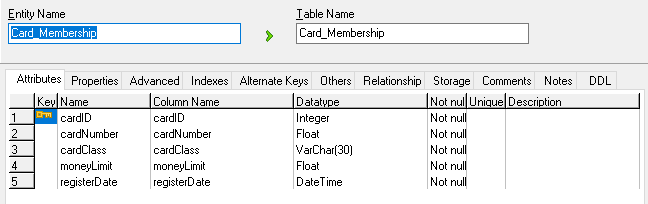 Entity Name Table Name
Card_Membership Card_Membership
Attributes Properties Advanced Indexes Alternate Keys Others Relationship Storage Comments Notes DDL
Key Name Column Name Datatype Not nul Unique Description
1 cardID cardID Integer Not null
2 cardNumber cardNumber Float Not null
3 cardClass cardClass VarChar(30) Not null
4 moneyLimit moneyLimit Float Not null
5 registerDate registerDate DateTime Not null